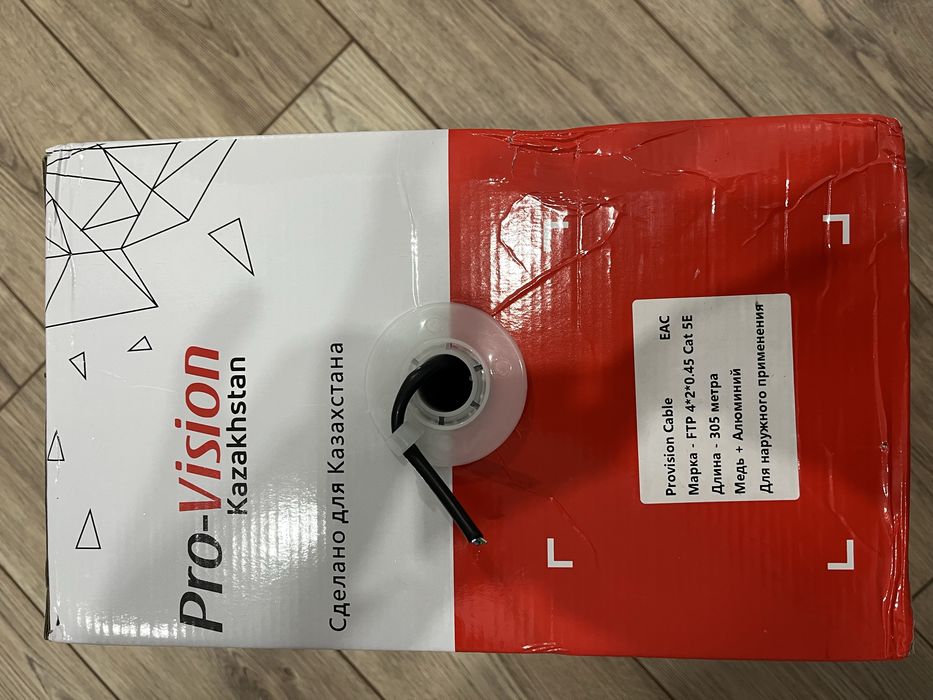 Pro-Vision
Kazakhstan
Сделано для Казахстана
Provision Cable EAC
Марка - FTP 4*2*0.45 Cat 5E
Длина - 305 метра
Медь + Алюминий
Для наружного применения